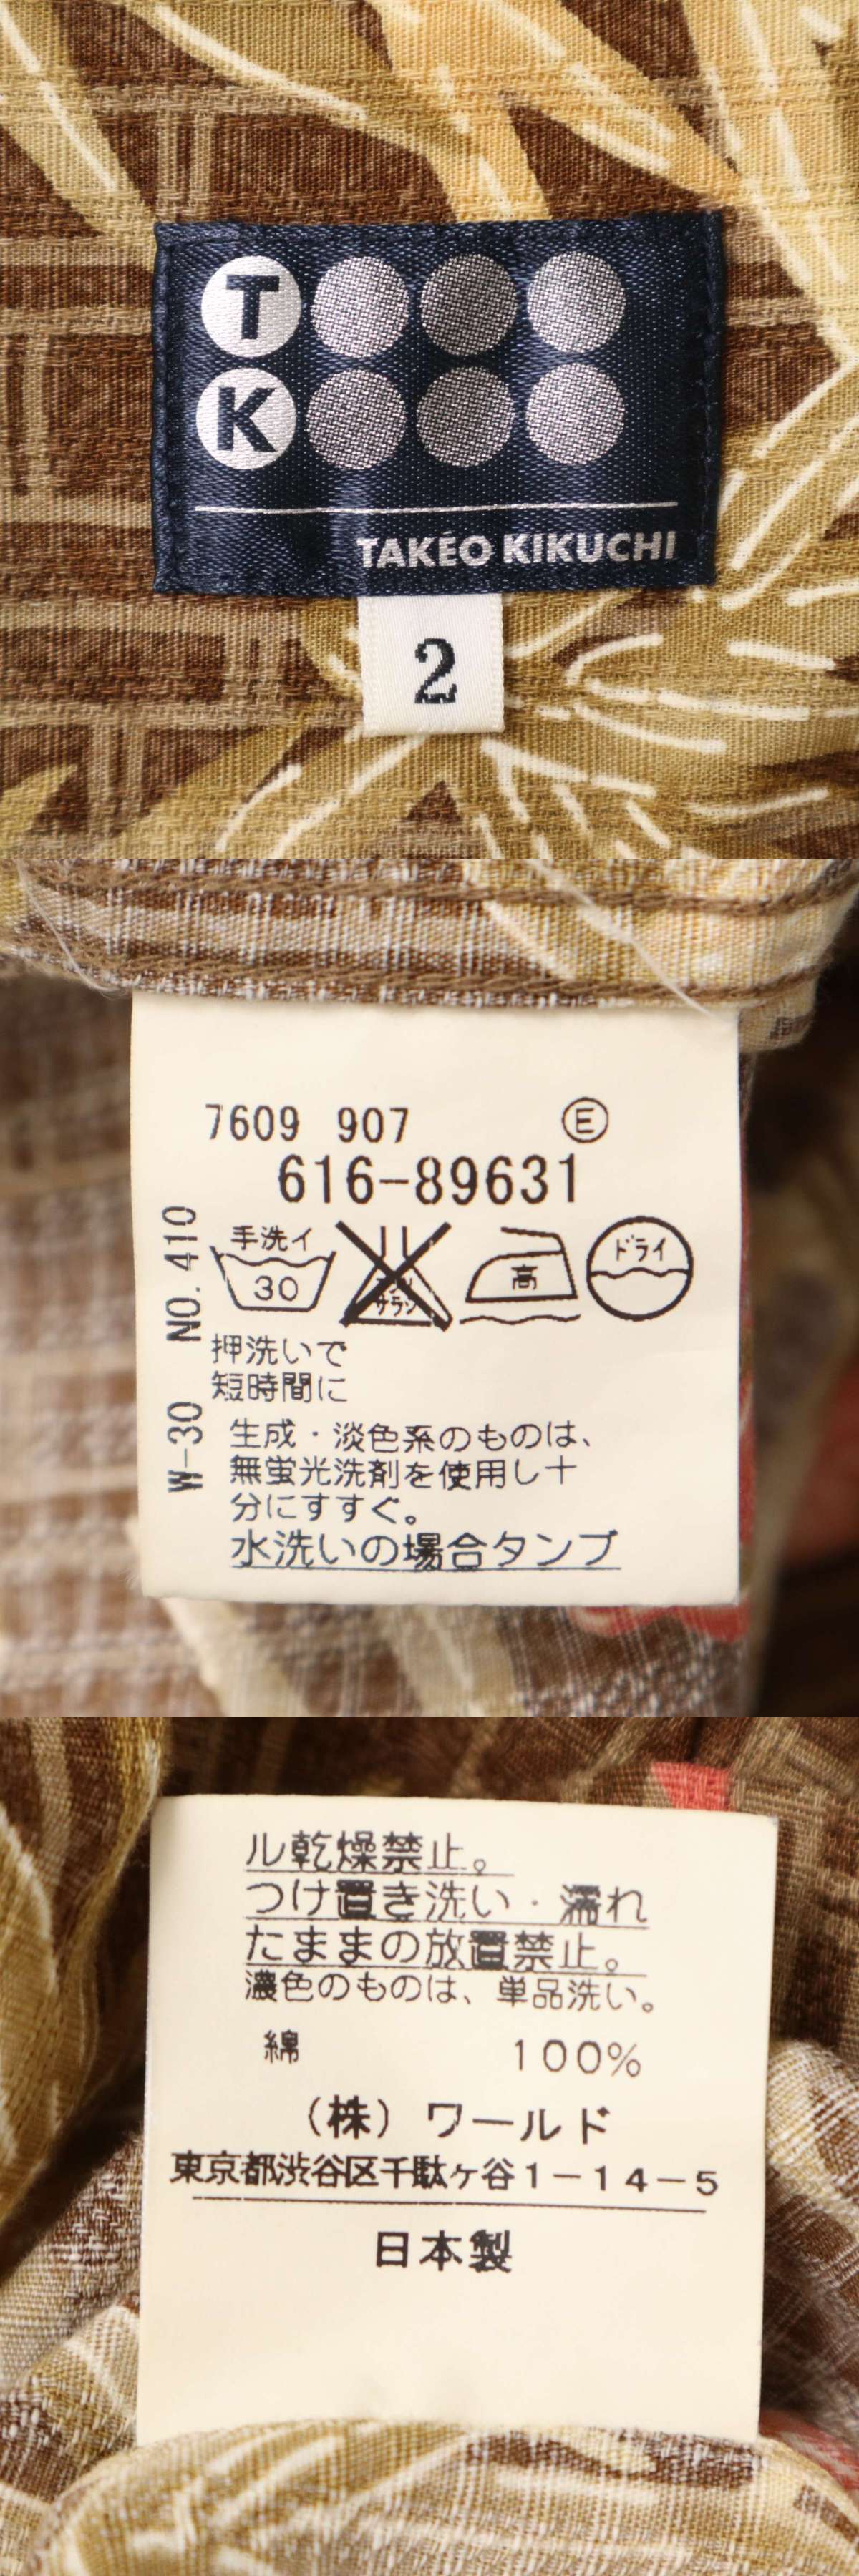 T
K
TAKEO KIKUCHI
2
7609 907 Ⓔ
616-89631
手洗イ
30
サラシ
高
ドライ
W-30 NO. 410
押洗いで
短時間に
生成・淡色系のものは、
無蛍光洗剤を使用し十
分にすすぐ。
水洗いの場合タンブ
ル乾燥禁止。
つけ置き洗い・濡れ
たままの放置禁止。
濃色のものは、単品洗い。
綿 100%
(株) ワールド
東京都渋谷区千駄ヶ谷1-14-5
日本製